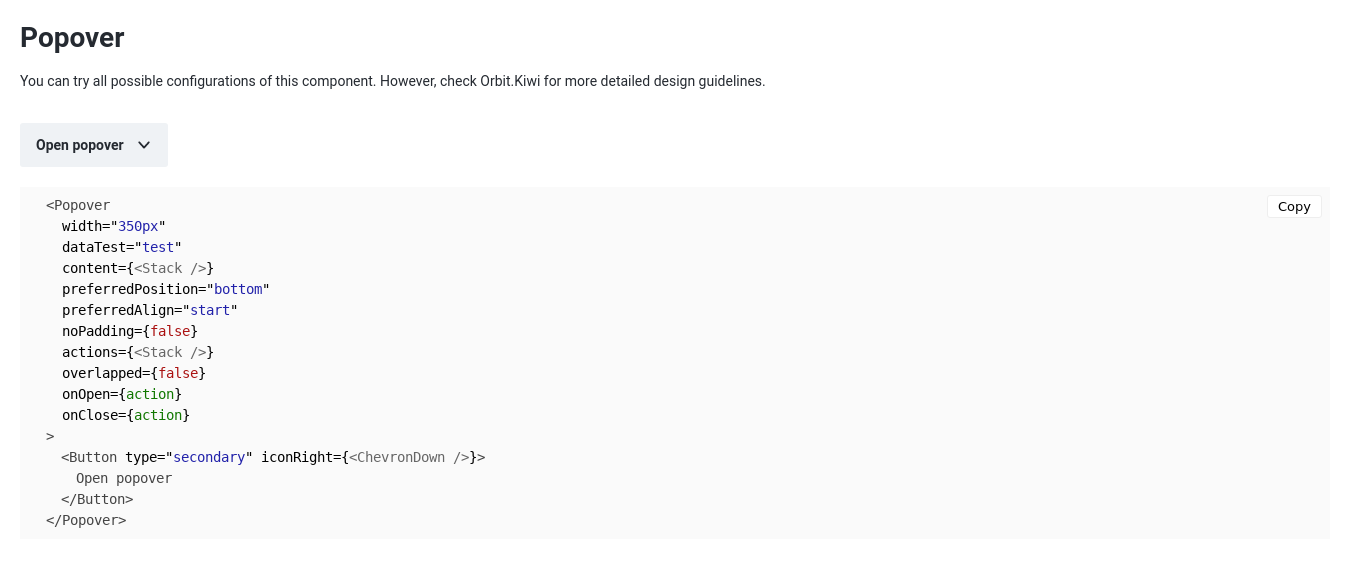 Popover
You can try all possible configurations of this component. However, check Orbit.Kiwi for more detailed design guidelines.
Open popover
Copy
<Popover
  width="350px"
  dataTest="test"
  content={<Stack />}
  preferredPosition="bottom"
  preferredAlign="start"
  noPadding={false}
  actions={<Stack />}
  overlapped={false}
  onOpen={action}
  onClose={action}
>
  <Button type="secondary" iconRight={<ChevronDown />}>
    Open popover
  </Button>
</Popover>